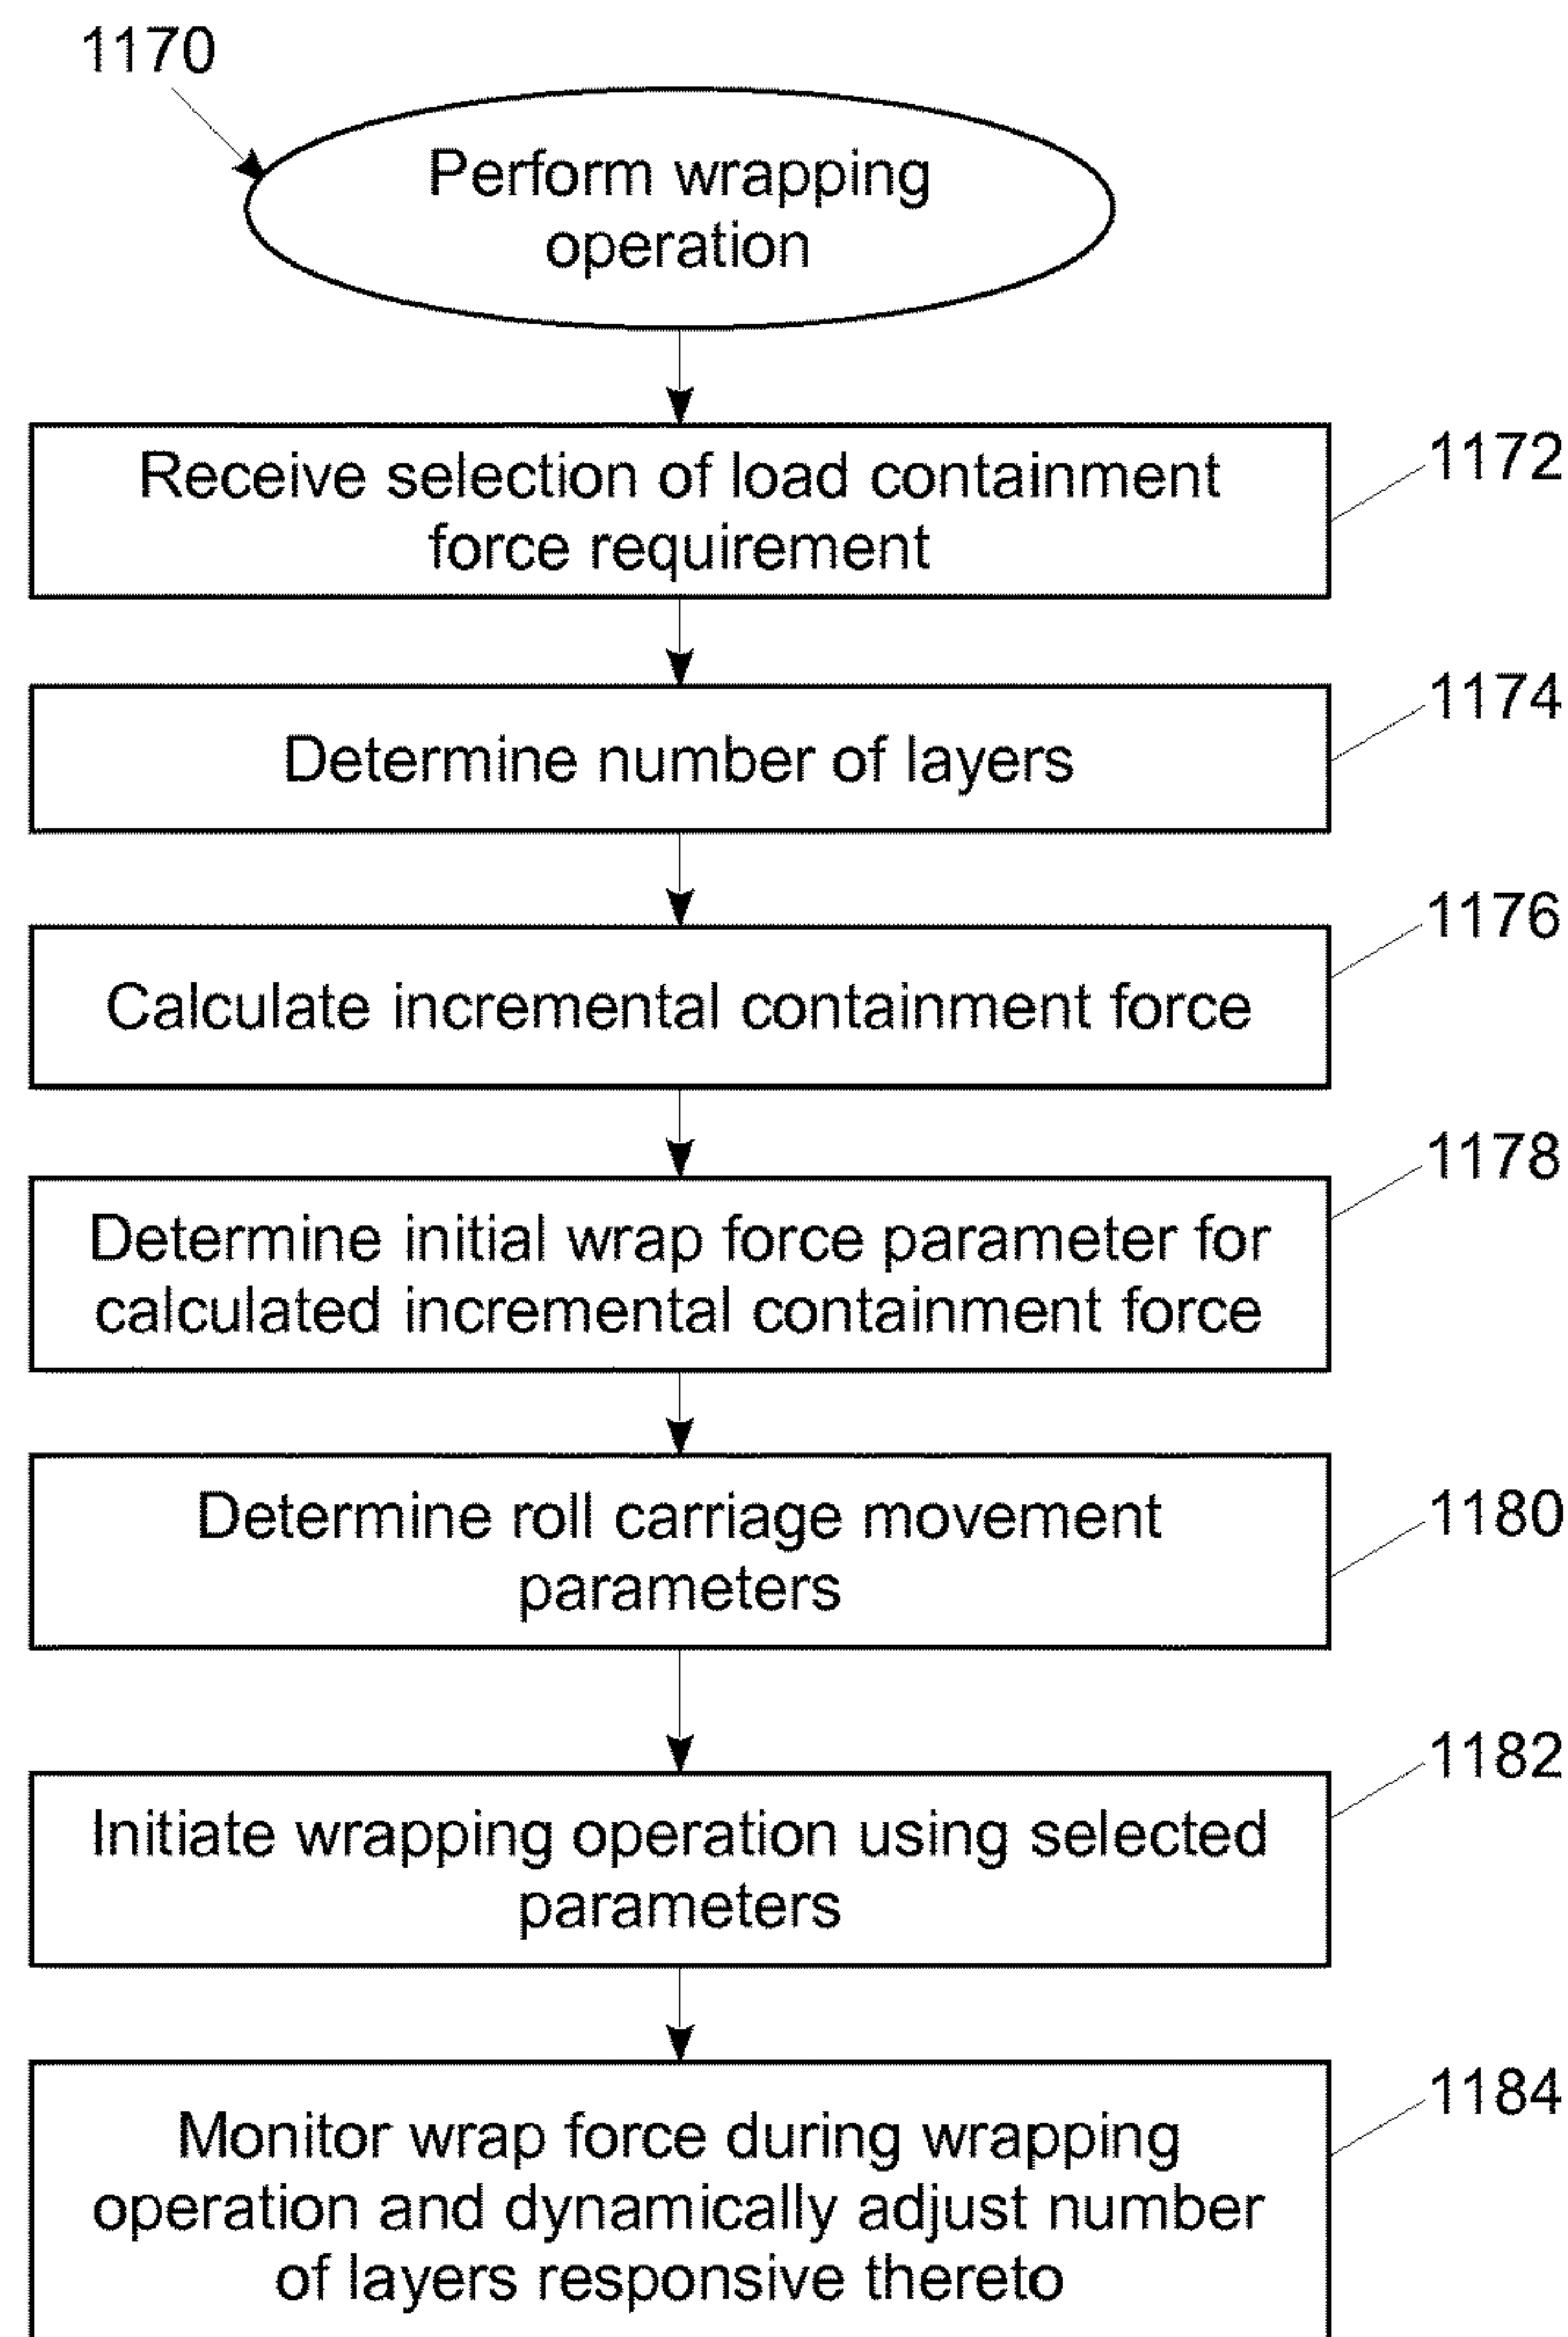 1170
Perform wrapping
operation
Receive selection of load containment
force requirement
1172
Determine number of layers
1174
Calculate incremental containment force
1176
Determine initial wrap force parameter for
calculated incremental containment force
1178
Determine roll carriage movement
parameters
1180
Initiate wrapping operation using selected
parameters
1182
Monitor wrap force during wrapping
operation and dynamically adjust number
of layers responsive thereto
1184